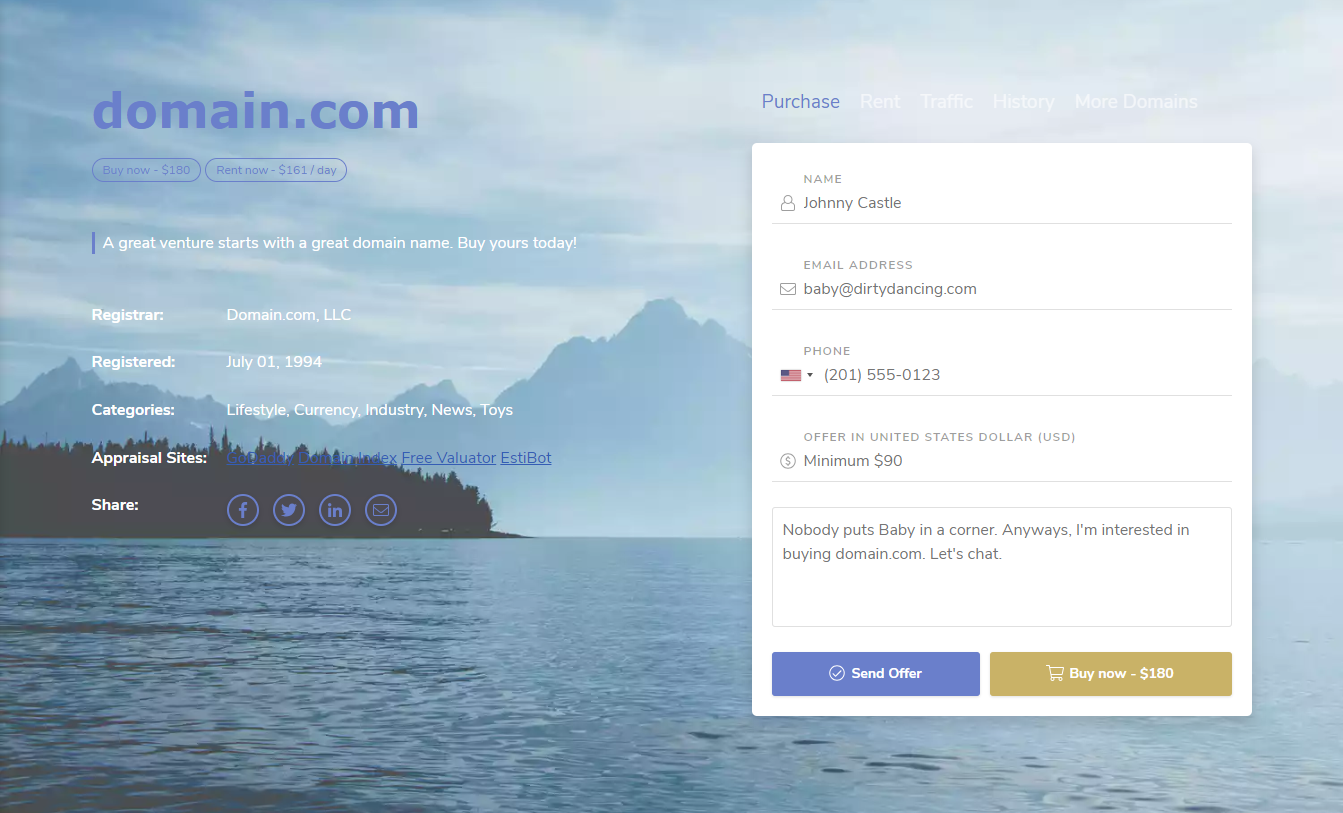 domain.com
Buy now - $180
Rent now - $161 / day
A great venture starts with a great domain name. Buy yours today!
Registrar: Domain.com, LLC
Registered: July 01, 1994
Categories: Lifestyle, Currency, Industry, News, Toys
Appraisal Sites: GoDaddy Domain Index Free Valuator EstiBot
Share:
Purchase Rent Traffic History More Domains
NAME
Johnny Castle
EMAIL ADDRESS
baby@dirtydancing.com
PHONE
(201) 555-0123
OFFER IN UNITED STATES DOLLAR (USD)
Minimum $90
Nobody puts Baby in a corner. Anyways, I'm interested in
buying domain.com. Let's chat.
Send Offer
Buy now - $180